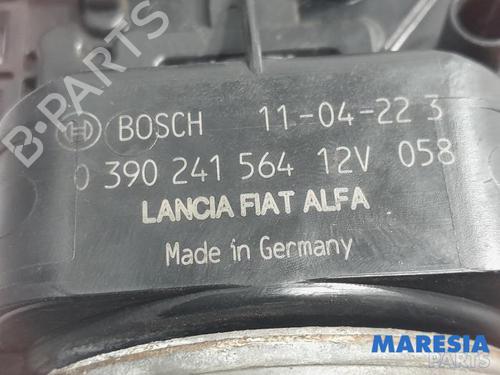 BOSCH 11-04-22 3
0 390 241 564 12V 058
LANCIA FIAT ALFA
Made in Germany
B-PARTS
MARESIA
PARTS